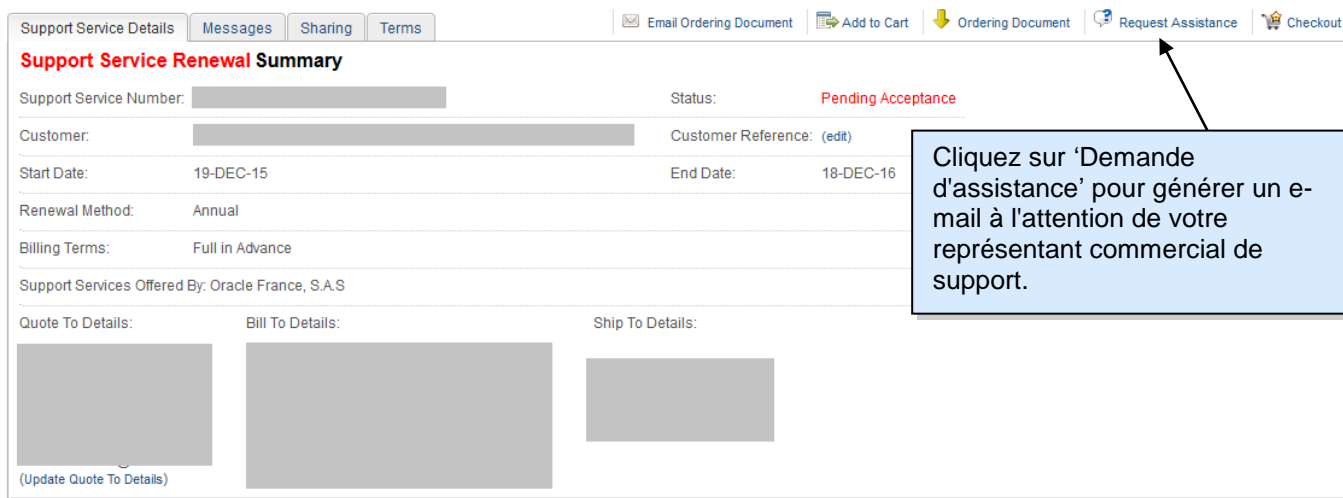 Support Service Details Messages Sharing Terms Email Ordering Document Add to Cart Ordering Document Request Assistance Checkout
Support Service Renewal Summary
Support Service Number: Status: Pending Acceptance
Customer: Customer Reference: (edit)
Start Date: 19-DEC-15 End Date: 18-DEC-16
Renewal Method: Annual
Billing Terms: Full in Advance
Support Services Offered By: Oracle France, S.A.S
Cliquez sur ‘Demande
d'assistance’ pour générer un e-
mail à l'attention de votre
représentant commercial de
support.
Quote To Details: Bill To Details: Ship To Details:
(Update Quote To Details)